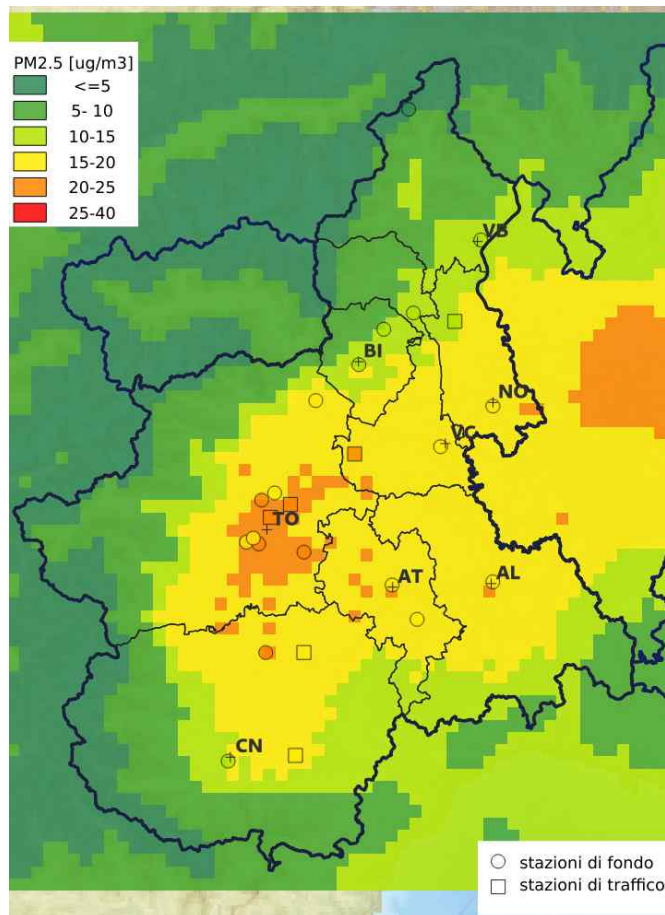 PM2.5 [ug/m3]
<=5
5- 10
10-15
15-20
20-25
25-40
VB
BI
NO
VC
TO
AT
AL
CN
stazioni di fondo
stazioni di traffico